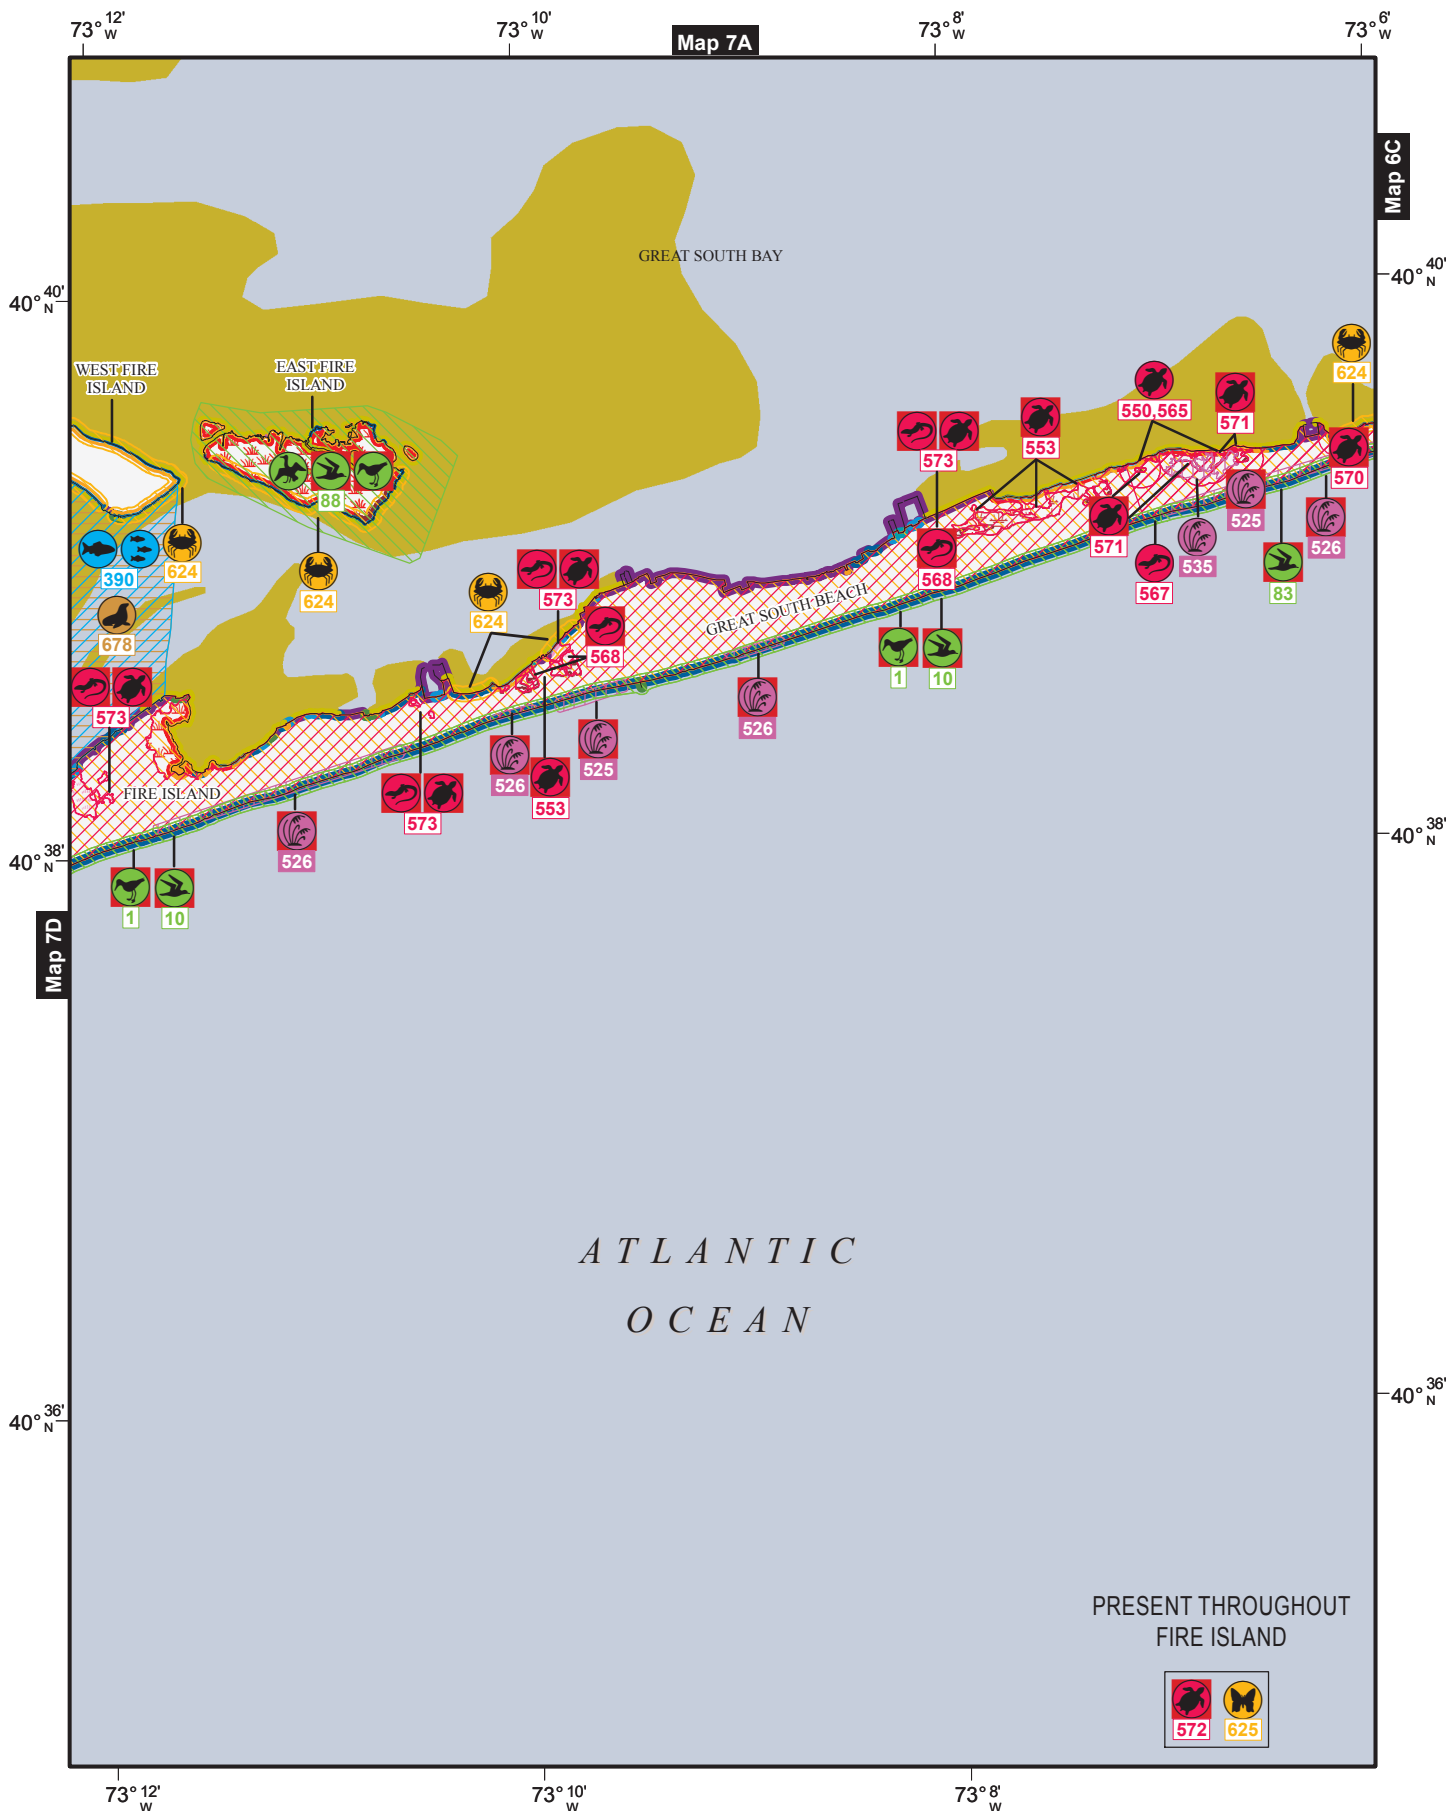 73° 12' W
73° 10' W
73° 8' W
73° 6' W
Map 7A
Map 6C
GREAT SOUTH BAY
40° 40' N
40° 40' N
WEST FIRE
ISLAND
EAST FIRE
ISLAND
624
550,565
571
553
573
570
88
525
571
526
390
624
568
535
567
83
573
624
624
678
568
GREAT SOUTH BEACH
1
10
573
526
525
526
553
573
FIRE ISLAND
526
40° 38' N
40° 38' N
1
10
Map 7D
ATLANTIC
OCEAN
40° 36' N
40° 36' N
PRESENT THROUGHOUT
FIRE ISLAND
572
625
73° 12' W
73° 10' W
73° 8' W